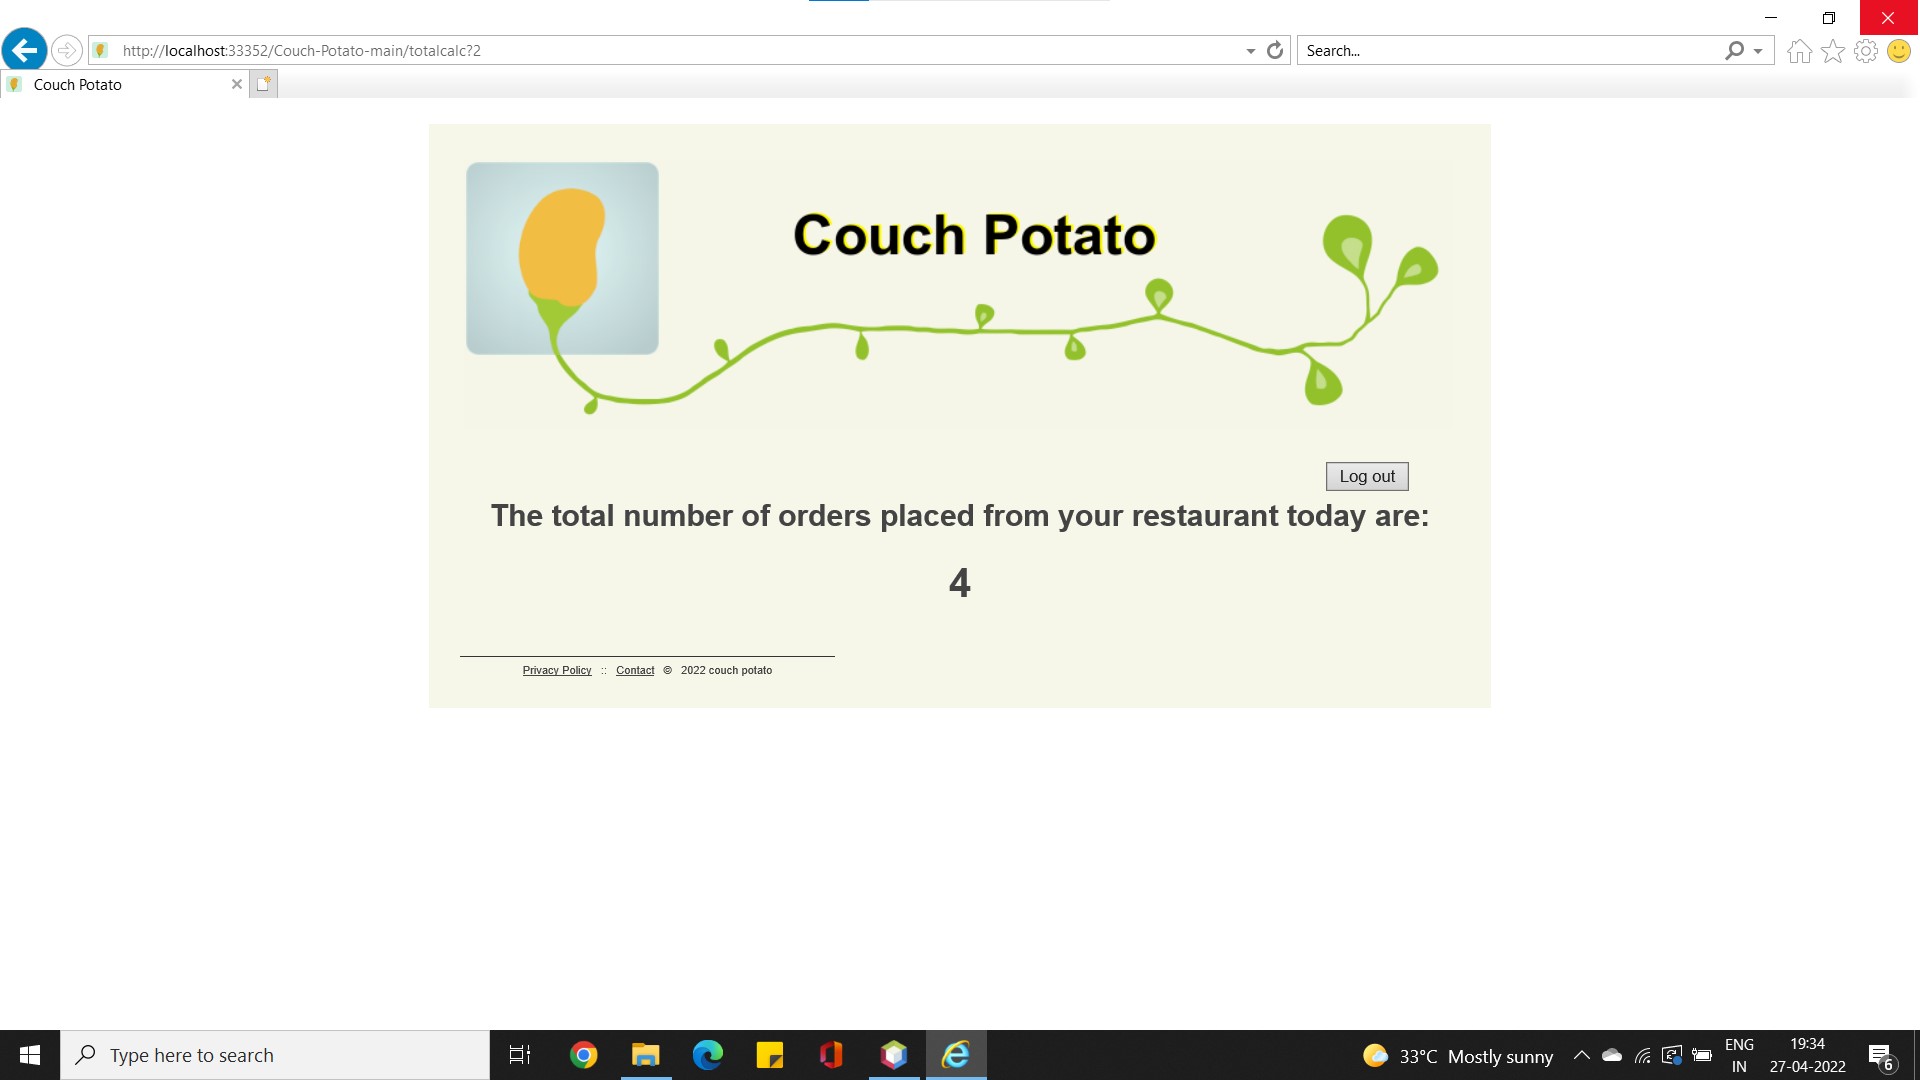 http://localhost:33352/Couch-Potato-main/totalcalc?2
Search...
Couch Potato
Couch Potato
Log out
The total number of orders placed from your restaurant today are:
4
Privacy Policy :: Contact © 2022 couch potato
Type here to search
33°C Mostly sunny
ENG
IN
19:34
27-04-2022
6